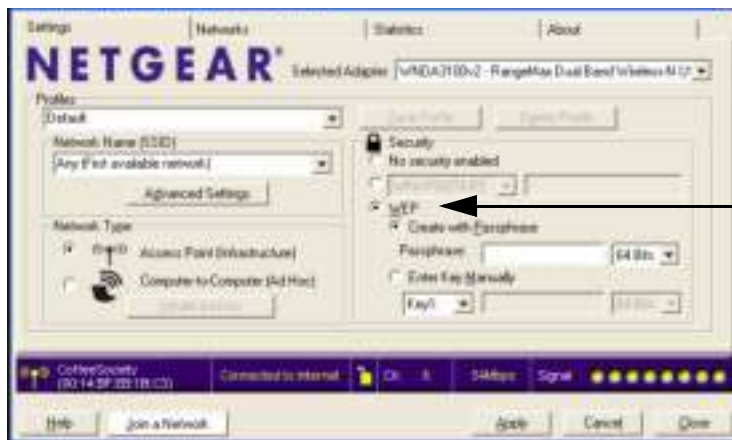 Settings Networks Statistics About
NETGEAR Selected Adapter WNDA3100v2 - RangeMax Dual Band Wireless-N U
Profiles
Default Save Profile Delete Profile
Network Name (SSID) Security
Any (First available network) No security enabled
Advanced Settings
WEP
Network Type Create with Passphrase
Access Point (Infrastructure) Passphrase: 64 Bits
Computer-to-Computer (Ad Hoc) Enter Key Manually
Key1
CoffeeSociety Connected to Internet Ch: 6 54Mbps Signal
Help Join a Network Apply Cancel Close